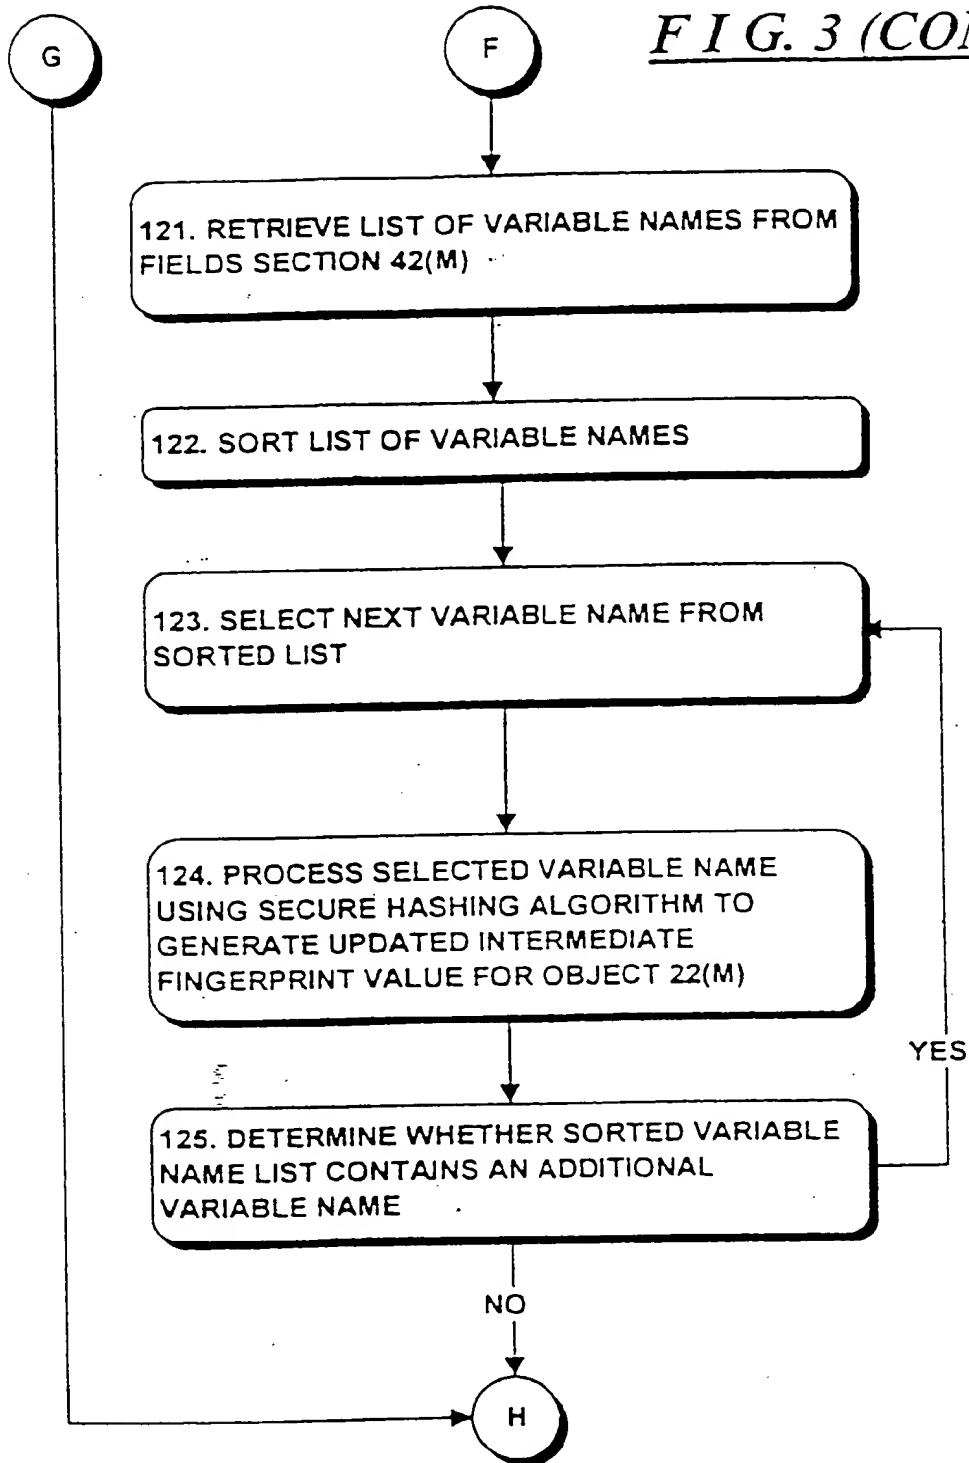 G
F
F I G. 3 (CON
121. RETRIEVE LIST OF VARIABLE NAMES FROM
FIELDS SECTION 42(M)
122. SORT LIST OF VARIABLE NAMES
123. SELECT NEXT VARIABLE NAME FROM
SORTED LIST
124. PROCESS SELECTED VARIABLE NAME
USING SECURE HASHING ALGORITHM TO
GENERATE UPDATED INTERMEDIATE
FINGERPRINT VALUE FOR OBJECT 22(M)
YES
125. DETERMINE WHETHER SORTED VARIABLE
NAME LIST CONTAINS AN ADDITIONAL
VARIABLE NAME
NO
H